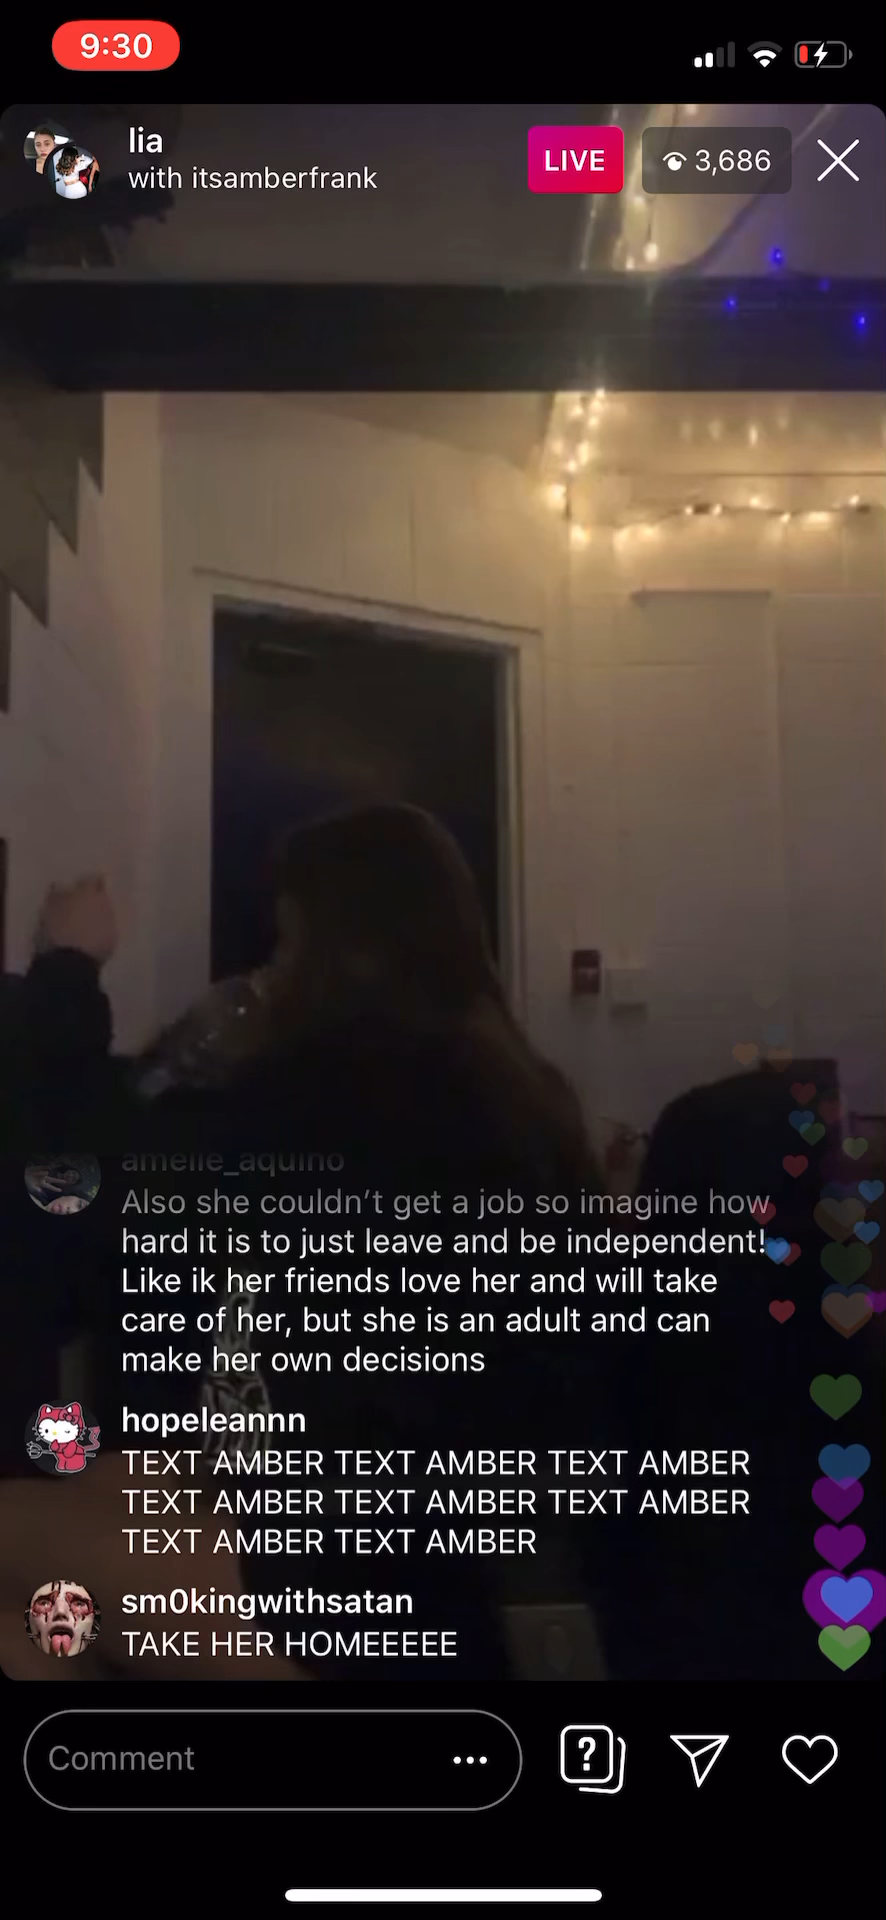 9:30
lia
with itsamberfrank
LIVE
3,686
amelie_aquino
Also she couldn’t get a job so imagine how
hard it is to just leave and be independent!
Like ik her friends love her and will take
care of her, but she is an adult and can
make her own decisions
hopeleannn
TEXT AMBER TEXT AMBER TEXT AMBER
TEXT AMBER TEXT AMBER TEXT AMBER
TEXT AMBER TEXT AMBER
sm0kingwithsatan
TAKE HER HOMEEEEE
Comment
?